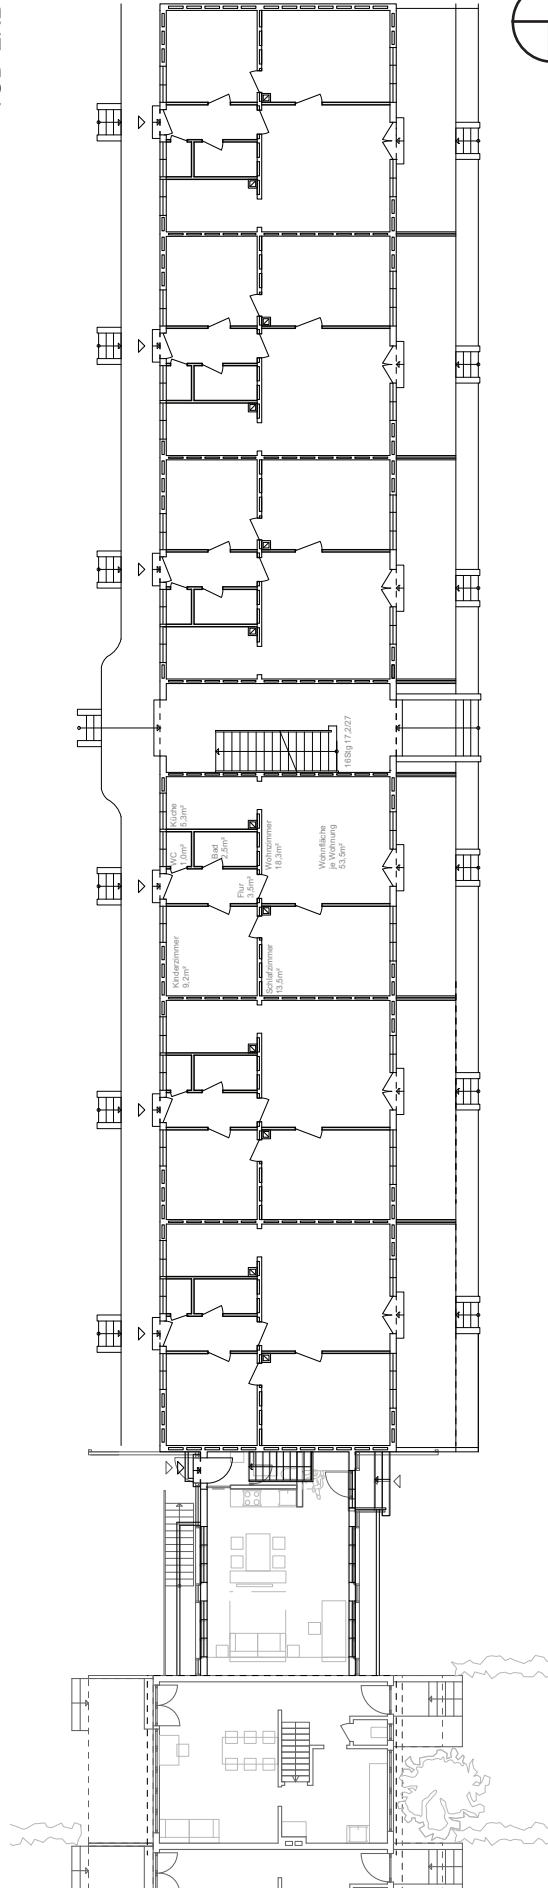 16Stg 17,2/27
Küche
5,3m²
WC
1,0m²
Bad
2,5m²
Flur
3,5m²
Wohnzimmer
18,3m²
Wohnfläche
je Wohnung
53,5m²
Kinderzimmer
9,2m²
Schlafzimmer
13,5m²